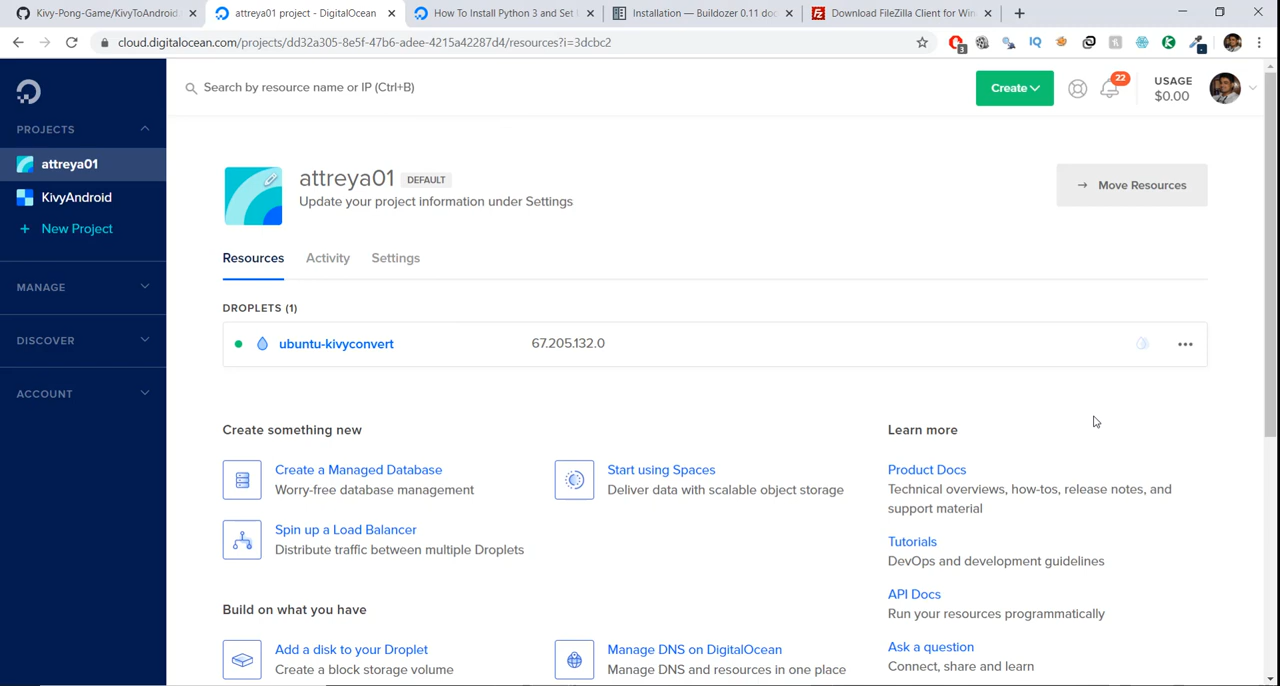 Kivy-Pong-Game/KivyToAndroid.
attreya01 project - DigitalOcean
How To Install Python 3 and Set
Installation — Buildozer 0.11 doc
Download FileZilla Client for Win
cloud.digitalocean.com/projects/dd32a305-8e5f-47b6-adee-4215a42287d4/resources?i=3dcbc2
3
IQ
PROJECTS
attreya01
KivyAndroid
+ New Project
MANAGE
DISCOVER
ACCOUNT
Search by resource name or IP (Ctrl+B)
Create
22
USAGE
$0.00
attreya01 DEFAULT
Update your project information under Settings
→ Move Resources
Resources
Activity
Settings
DROPLETS (1)
ubuntu-kivyconvert
67.205.132.0
Create something new
Create a Managed Database
Worry-free database management
Start using Spaces
Deliver data with scalable object storage
Spin up a Load Balancer
Distribute traffic between multiple Droplets
Build on what you have
Add a disk to your Droplet
Create a block storage volume
Manage DNS on DigitalOcean
Manage DNS and resources in one place
Learn more
Product Docs
Technical overviews, how-tos, release notes, and
support material
Tutorials
DevOps and development guidelines
API Docs
Run your resources programmatically
Ask a question
Connect, share and learn